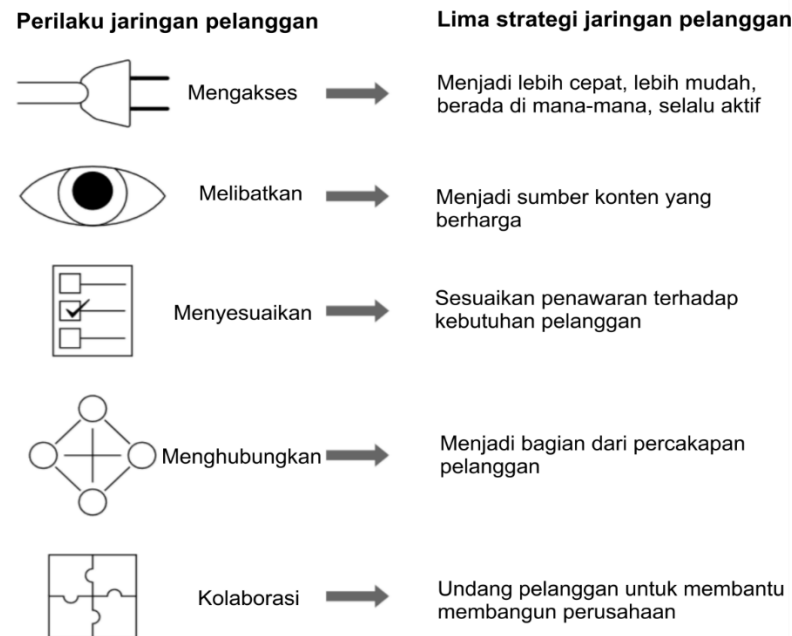 Perilaku jaringan pelanggan
Lima strategi jaringan pelanggan
Mengakses
Menjadi lebih cepat, lebih mudah,
berada di mana-mana, selalu aktif
Melibatkan
Menjadi sumber konten yang
berharga
Menyesuaikan
Sesuaikan penawaran terhadap
kebutuhan pelanggan
Menghubungkan
Menjadi bagian dari percakapan
pelanggan
Kolaborasi
Undang pelanggan untuk membantu
membangun perusahaan